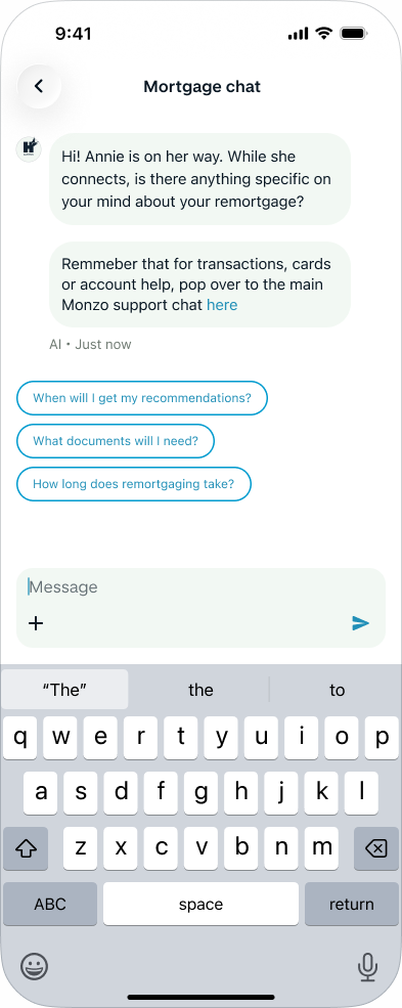 9:41
Mortgage chat
Hi! Annie is on her way. While she
connects, is there anything specific on
your mind about your remortgage?
Remmeber that for transactions, cards
or account help, pop over to the main
Monzo support chat here
AI • Just now
When will I get my recommendations?
What documents will I need?
How long does remortgaging take?
Message
“The” the to
q w e r t y u i o p
a s d f g h j k l
z x c v b n m
ABC space return